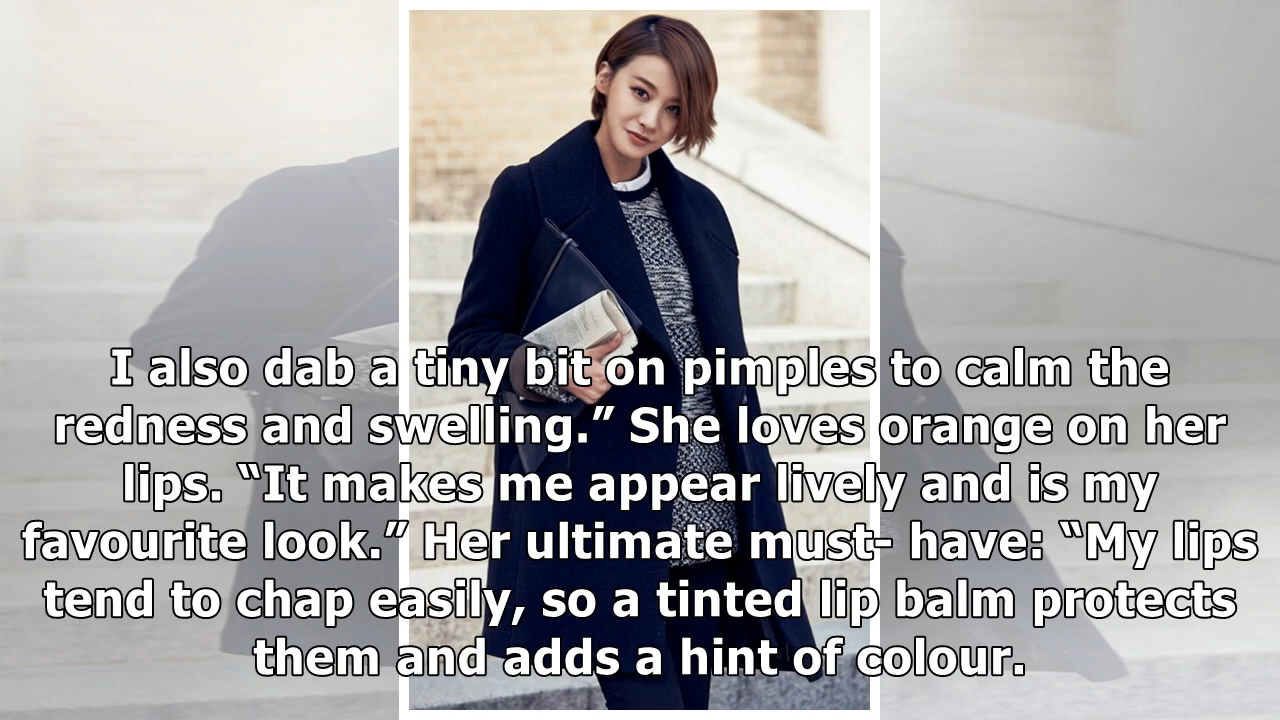 I also dab a tiny bit on pimples to calm the
redness and swelling.” She loves orange on her
lips. “It makes me appear lively and is my
favourite look.” Her ultimate must- have: “My lips
tend to chap easily, so a tinted lip balm protects
them and adds a hint of colour.